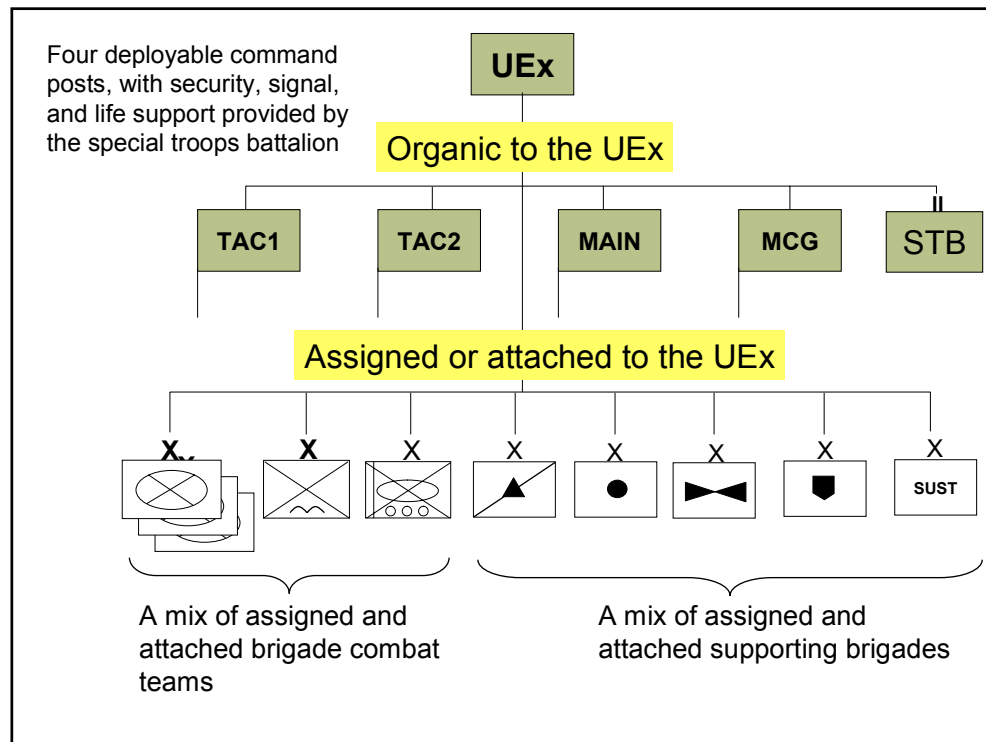 Four deployable command
posts, with security, signal,
and life support provided by
the special troops battalion
UEx
Organic to the UEx
TAC1
TAC2
MAIN
MCG
II
STB
Assigned or attached to the UEx
X
X
X
X
X
X
X
X
X
SUST
A mix of assigned and
attached brigade combat
teams
A mix of assigned and
attached supporting brigades